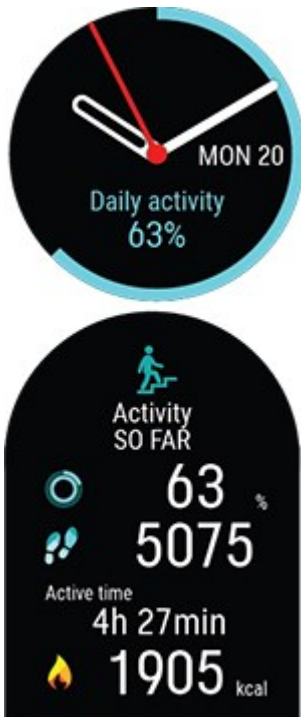 MON 20
Daily activity
63%
Activity
SO FAR
63 %
5075
Active time
4h 27min
1905 kcal